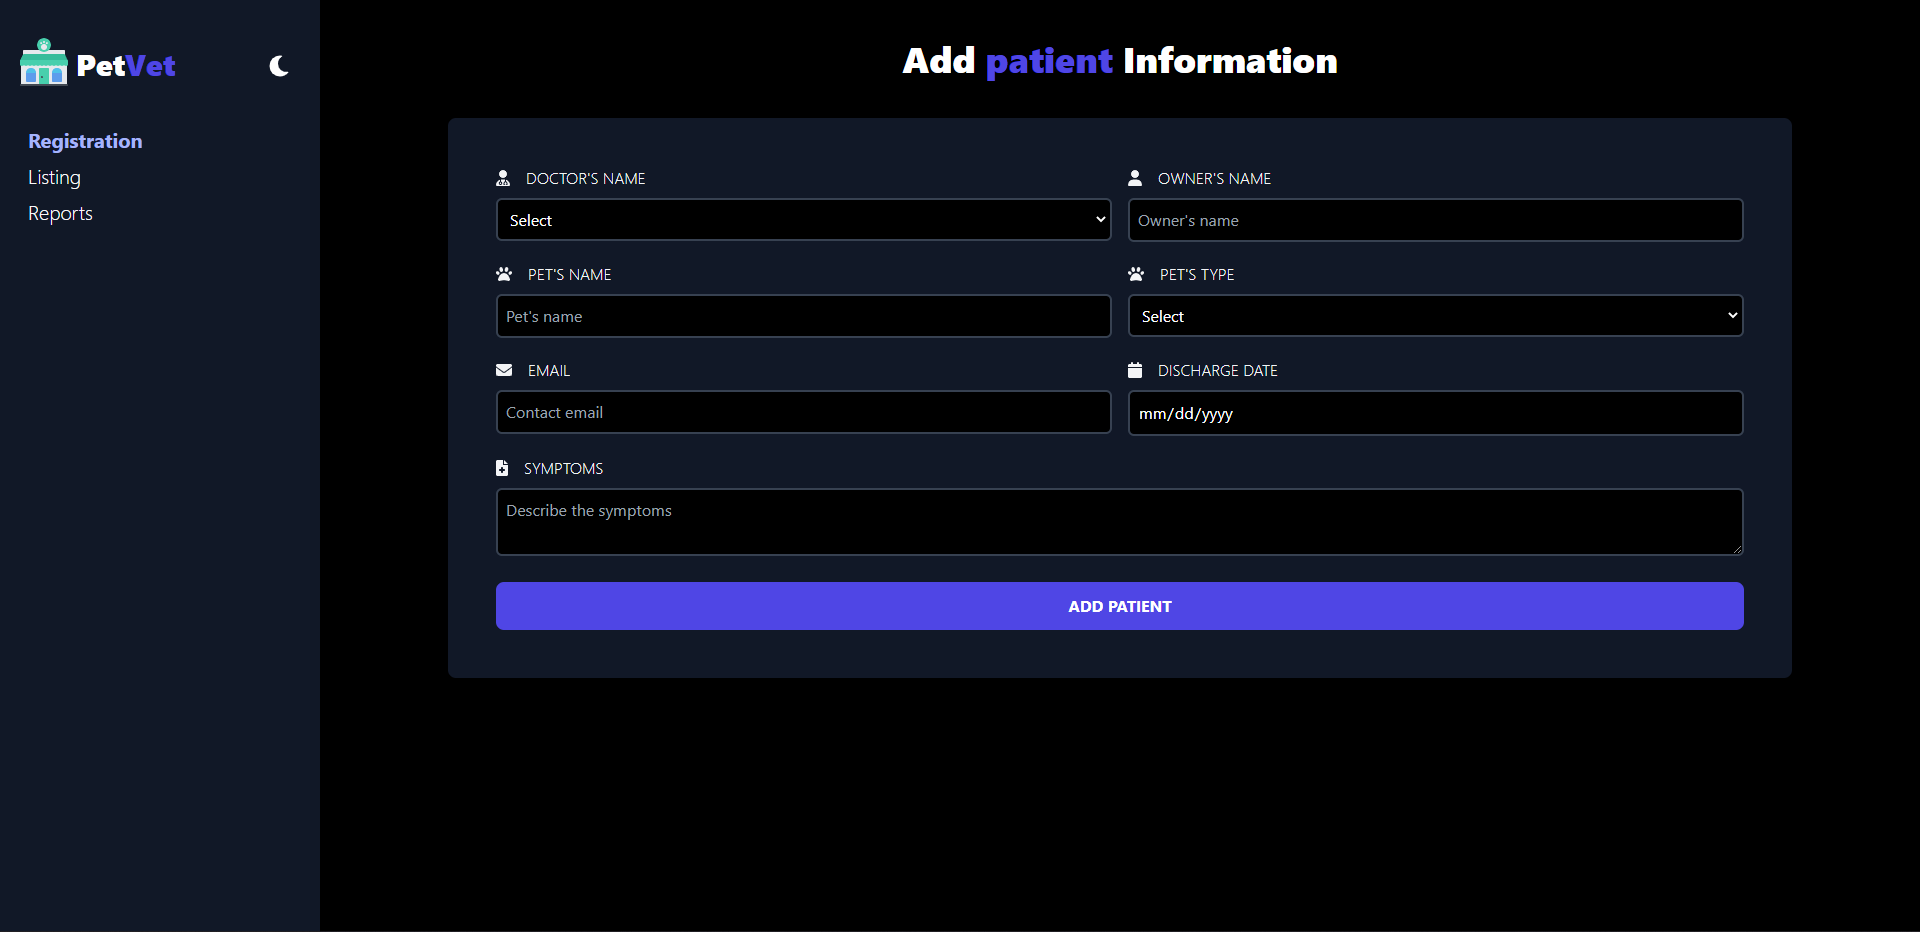 PetVet
Registration
Listing
Reports
Add patient Information
DOCTOR'S NAME
Select
OWNER'S NAME
Owner's name
PET'S NAME
Pet's name
PET'S TYPE
Select
EMAIL
Contact email
DISCHARGE DATE
mm/dd/yyyy
SYMPTOMS
Describe the symptoms
ADD PATIENT